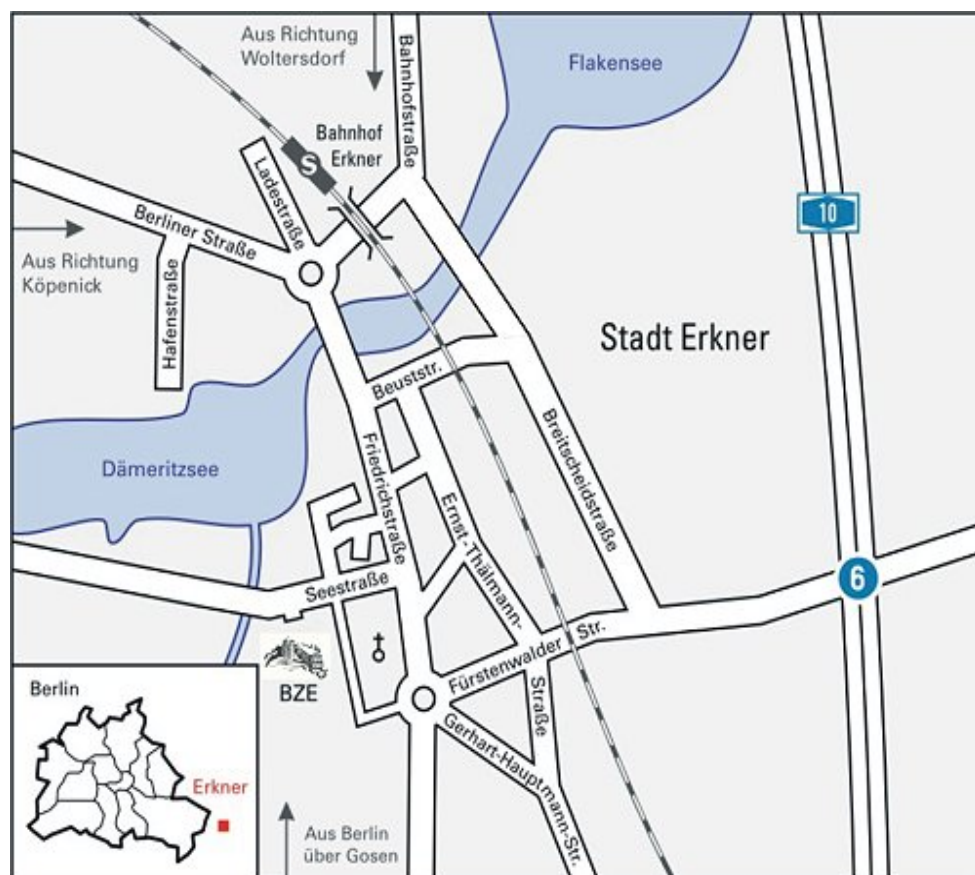 Aus Richtung
Woltersdorf
Bahnhofstraße
Flakensee
Bahnhof
Erkner
S
Ladestraße
10
Berliner Straße
Aus Richtung
Köpenick
Hafenstraße
Stadt Erkner
Beuststr.
Breitscheidstraße
Dämeritzsee
Friedrichstraße
Ernst-Thälmann-
Straße
Seestraße
6
Fürstenwalder Str.
BZE
Gerhart-Hauptmann-Str.
Berlin
Erkner
Aus Berlin
über Gosen